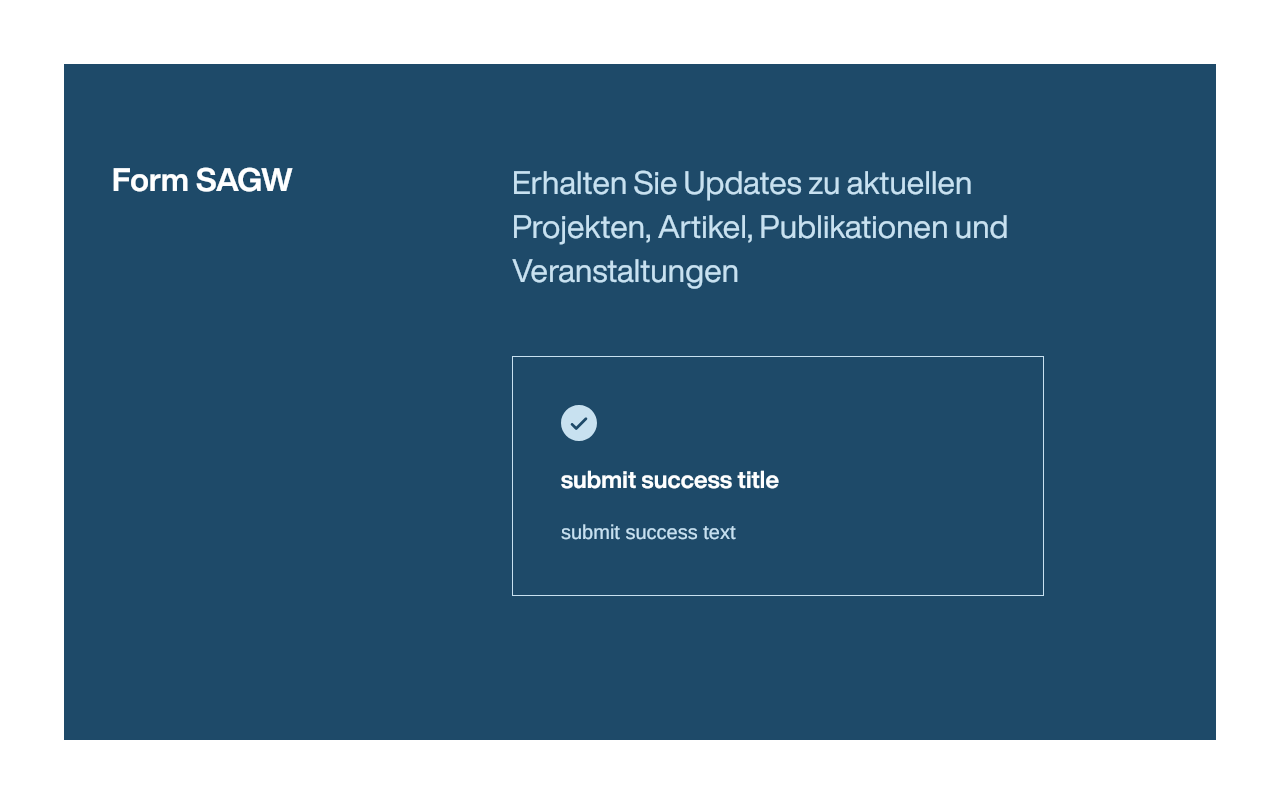 Form SAGW
Erhalten Sie Updates zu aktuellen
Projekten, Artikel, Publikationen und
Veranstaltungen
submit success title
submit success text